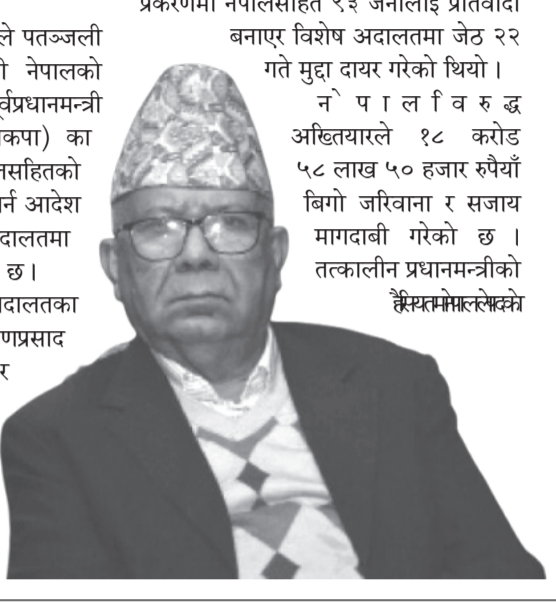 ले पतञ्जली
ी नेपालको
र्वप्रधानमन्त्री
कपा) का
सहितको
र्न आदेश
दालतमा
छ।
दालतका
णप्रसाद
र
प्रकरणमा नेपालसहित ९३ जनालाई प्रतिवादी
बनाएर विशेष अदालतमा जेठ २२
गते मुद्दा दायर गरेको थियो ।
नेपालविरुद्ध
अख्तियारले १८ करोड
५८ लाख ५० हजार रुपैयाँ
बिगो जरिवाना र सजाय
मागदाबी गरेको छ ।
तत्कालीन प्रधानमन्त्रीको